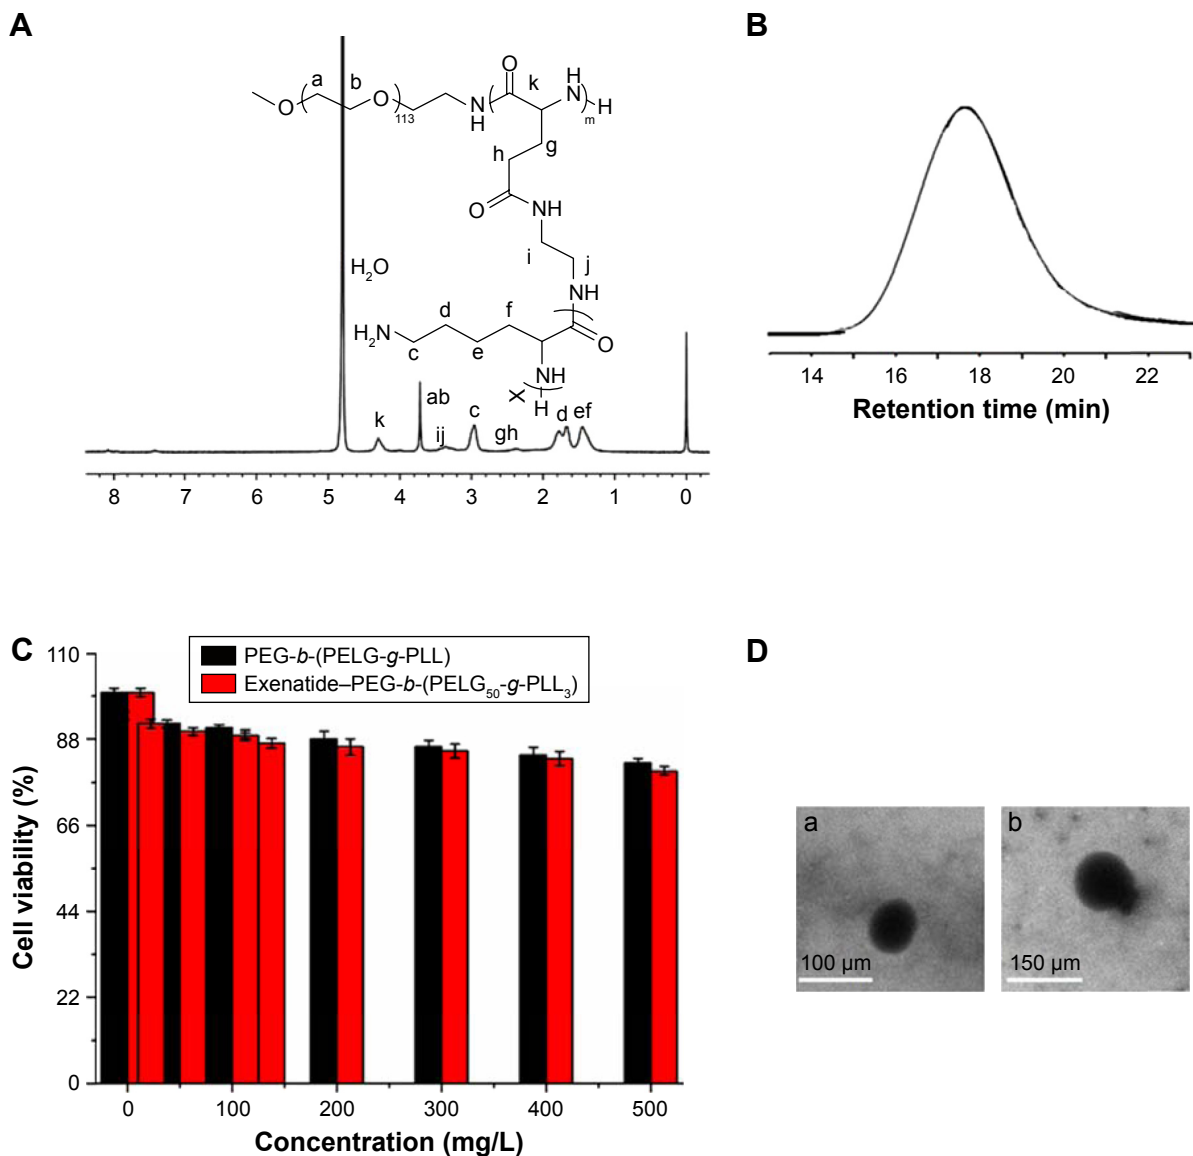 A
B
a
b
O
k
H
N
O
O
113
N
H
m
H
h
g
O
NH
i
j
H2O
NH
d
f
H2N
c
e
O
NH
X
H
k
ab
ij
c
gh
d
ef
8 7 6 5 4 3 2 1 0
14 16 18 20 22
Retention time (min)
C
D
110
88
66
44
22
0
Cell viability (%)
PEG-b-(PELG-g-PLL)
Exenatide–PEG-b-(PELG50-g-PLL3)
0 100 200 300 400 500
Concentration (mg/L)
a
100 µm
b
150 µm